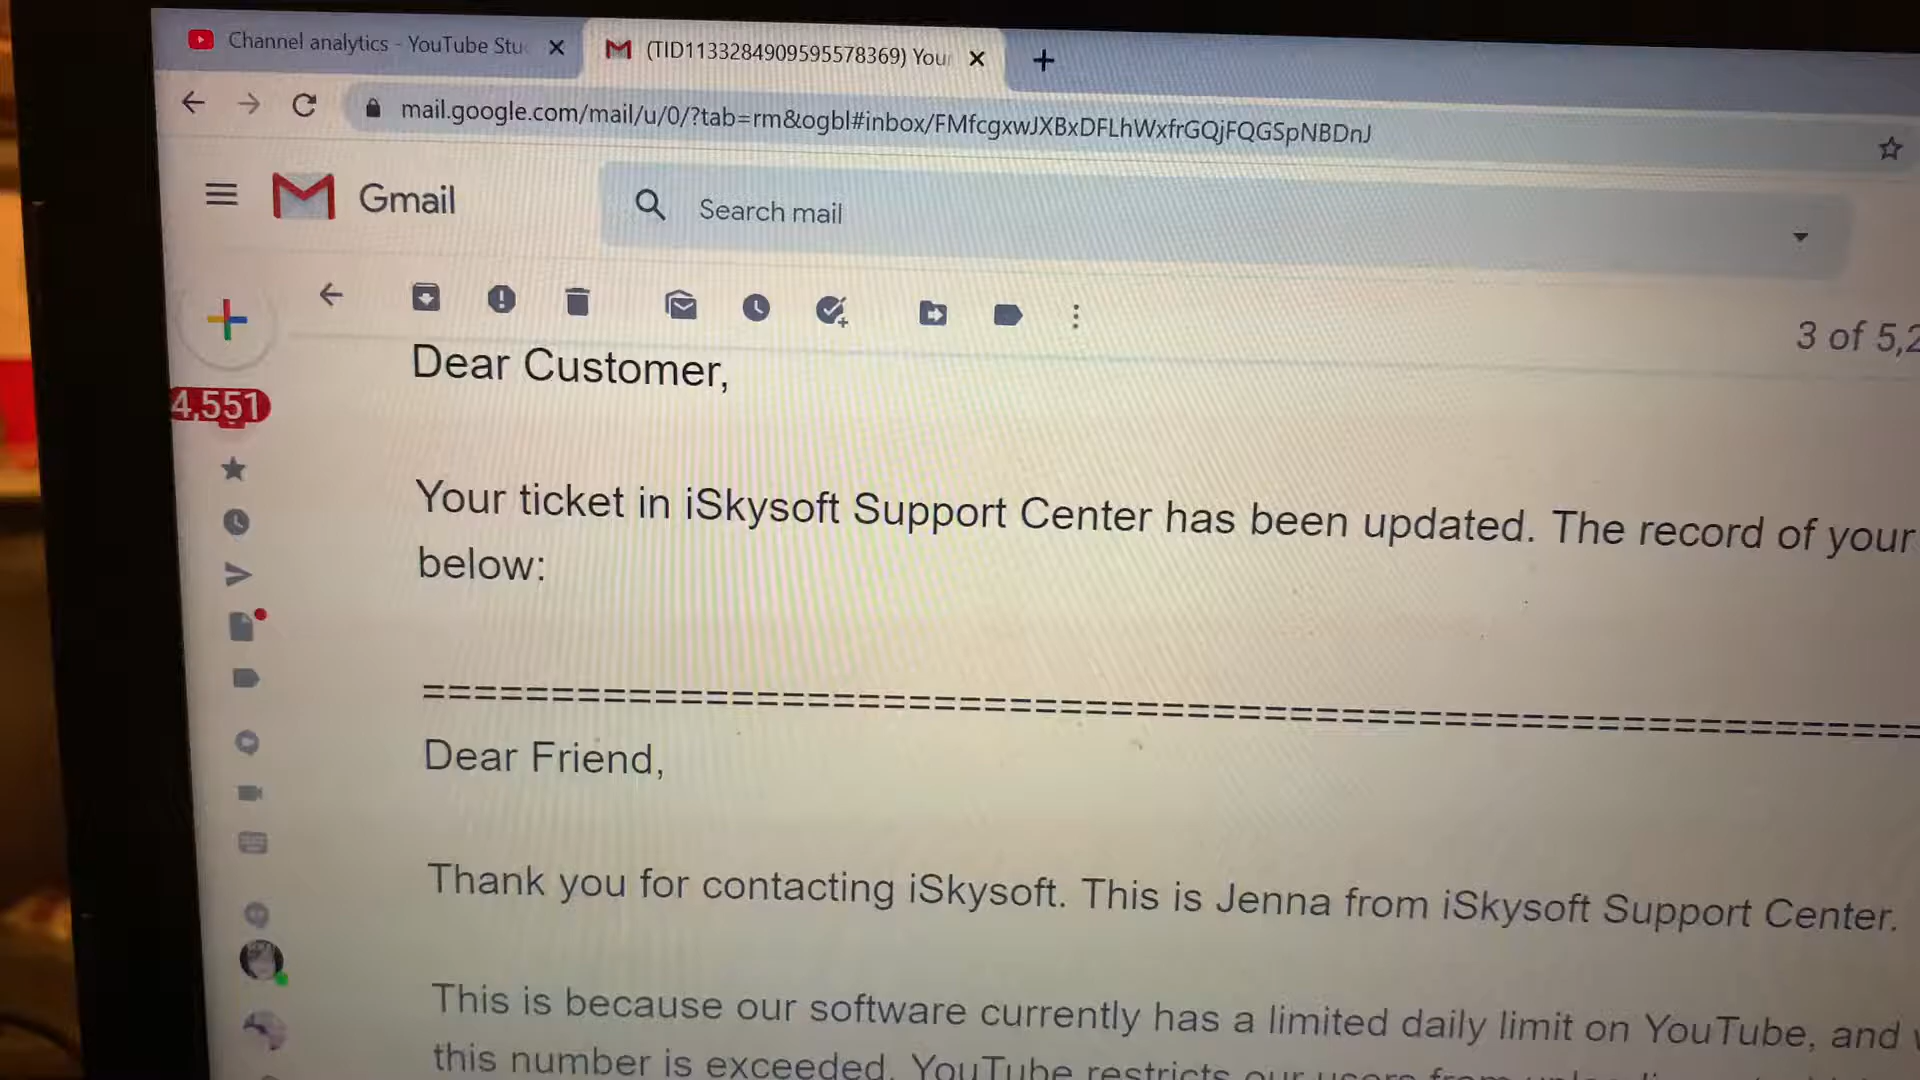 Channel analytics - YouTube Stu
(TID1133284909595578369) Your
mail.google.com/mail/u/0/?tab=rm&ogbl#inbox/FMfcgxwJXBxDFLhWxfrGQjFQGSpNBDnJ
Gmail
Search mail
3 of 5,2
4,551
Dear Customer,
Your ticket in iSkysoft Support Center has been updated. The record of your
below:
Dear Friend,
Thank you for contacting iSkysoft. This is Jenna from iSkysoft Support Center.
This is because our software currently has a limited daily limit on YouTube, and
this number is exceeded, YouTube restricts our users from